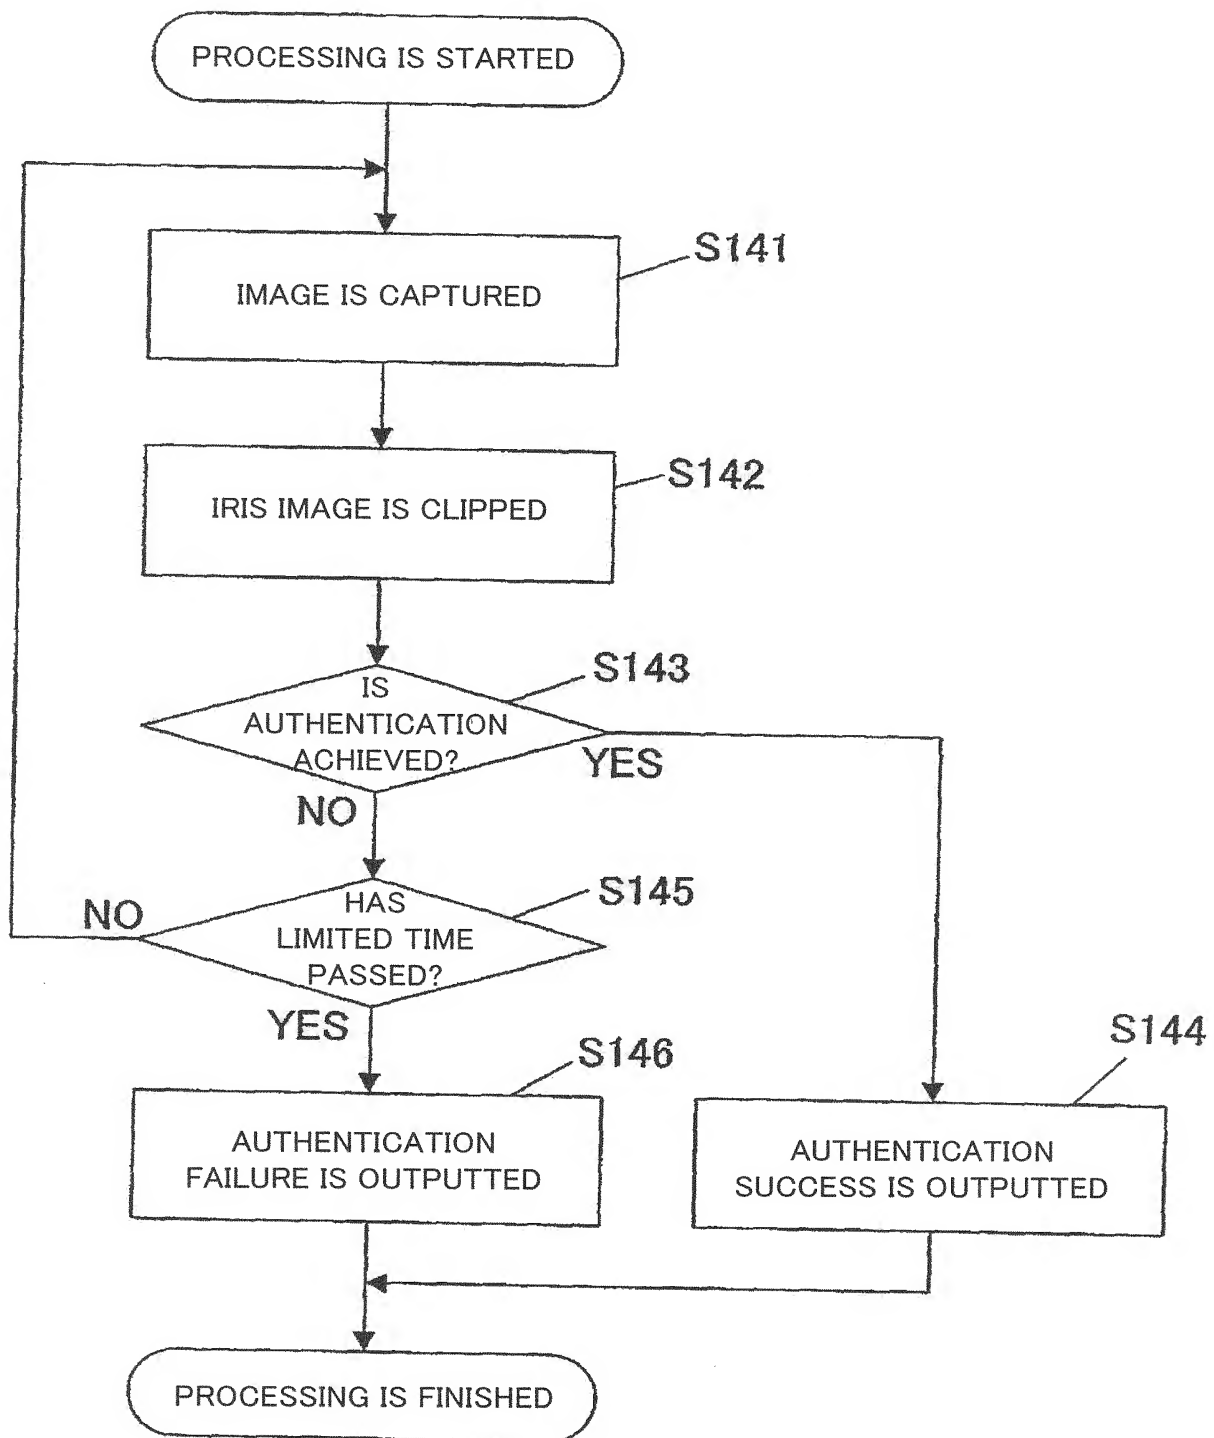 PROCESSING IS STARTED
S141
IMAGE IS CAPTURED
S142
IRIS IMAGE IS CLIPPED
S143
IS
AUTHENTICATION
ACHIEVED?
YES
NO
S145
HAS
LIMITED TIME
PASSED?
NO
YES
S146
AUTHENTICATION
FAILURE IS OUTPUTTED
S144
AUTHENTICATION
SUCCESS IS OUTPUTTED
PROCESSING IS FINISHED